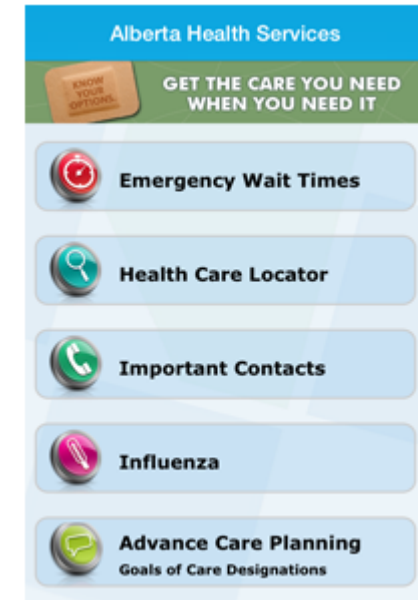 Alberta Health Services
KNOW
YOUR
OPTIONS
GET THE CARE YOU NEED
WHEN YOU NEED IT
Emergency Wait Times
Health Care Locator
Important Contacts
Influenza
Advance Care Planning
Goals of Care Designations